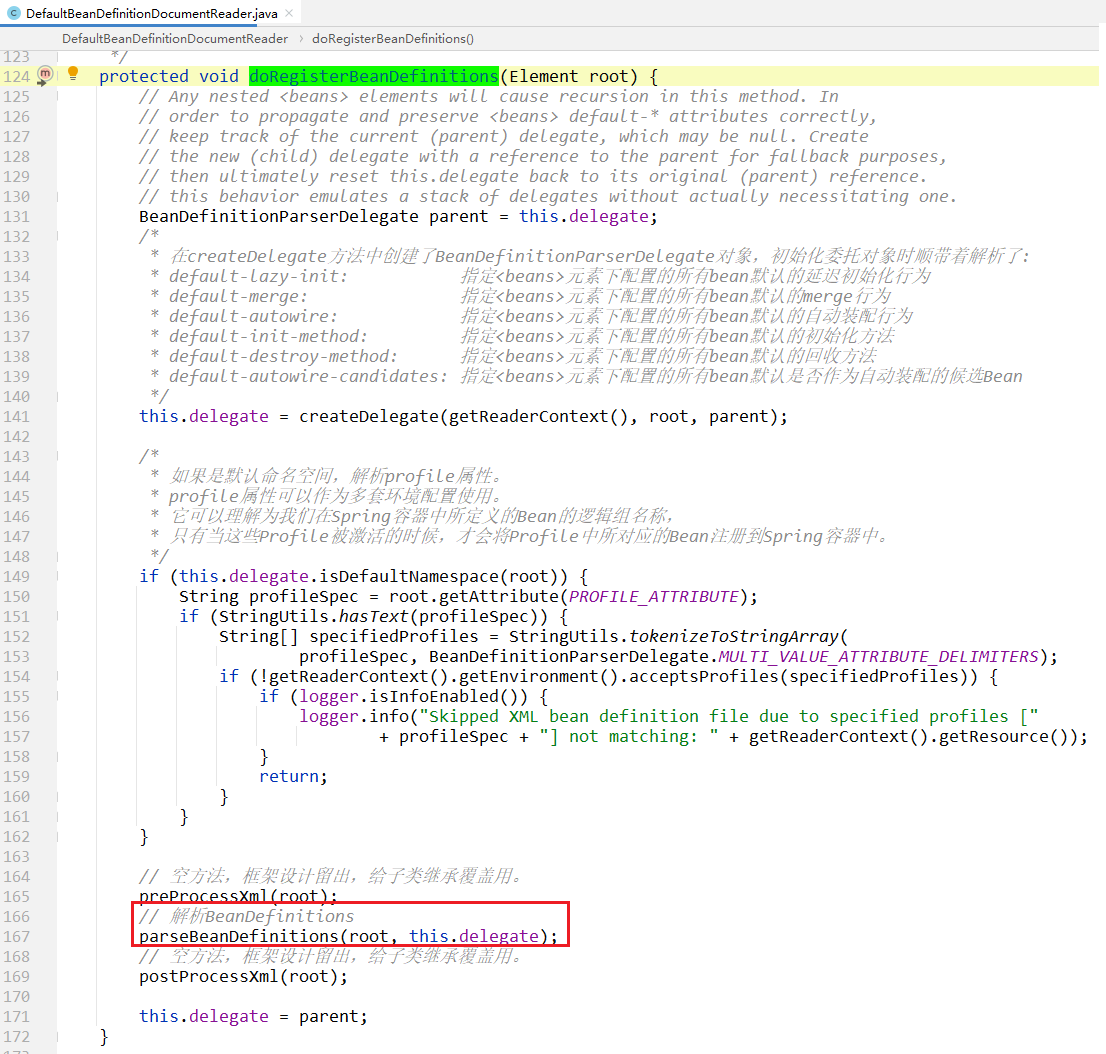 DefaultBeanDefinitionDocumentReader.java ×
DefaultBeanDefinitionDocumentReader › doRegisterBeanDefinitions()
123 */
124 protected void doRegisterBeanDefinitions(Element root) {
125 // Any nested <beans> elements will cause recursion in this method. In
126 // order to propagate and preserve <beans> default-* attributes correctly,
127 // keep track of the current (parent) delegate, which may be null. Create
128 // the new (child) delegate with a reference to the parent for fallback purposes,
129 // then ultimately reset this.delegate back to its original (parent) reference.
130 // this behavior emulates a stack of delegates without actually necessitating one.
131 BeanDefinitionParserDelegate parent = this.delegate;
132 /*
133 * 在createDelegate方法中创建了BeanDefinitionParserDelegate对象，初始化委托对象时顺带着解析了:
134 * default-lazy-init: 指定<beans>元素下配置的所有bean默认的延迟初始化行为
135 * default-merge: 指定<beans>元素下配置的所有bean默认的merge行为
136 * default-autowire: 指定<beans>元素下配置的所有bean默认的自动装配行为
137 * default-init-method: 指定<beans>元素下配置的所有bean默认的初始化方法
138 * default-destroy-method: 指定<beans>元素下配置的所有bean默认的回收方法
139 * default-autowire-candidates: 指定<beans>元素下配置的所有bean默认是否作为自动装配的候选Bean
140 */
141 this.delegate = createDelegate(getReaderContext(), root, parent);
142
143 /*
144 * 如果是默认命名空间，解析profile属性。
145 * profile属性可以作为多套环境配置使用。
146 * 它可以理解为我们在Spring容器中所定义的Bean的逻辑组名称，
147 * 只有当这些Profile被激活的时候，才会将Profile中所对应的Bean注册到Spring容器中。
148 */
149 if (this.delegate.isDefaultNamespace(root)) {
150 String profileSpec = root.getAttribute(PROFILE_ATTRIBUTE);
151 if (StringUtils.hasText(profileSpec)) {
152 String[] specifiedProfiles = StringUtils.tokenizeToStringArray(
153 profileSpec, BeanDefinitionParserDelegate.MULTI_VALUE_ATTRIBUTE_DELIMITERS);
154 if (!getReaderContext().getEnvironment().acceptsProfiles(specifiedProfiles)) {
155 if (logger.isInfoEnabled()) {
156 logger.info("Skipped XML bean definition file due to specified profiles ["
157 + profileSpec + "] not matching: " + getReaderContext().getResource());
158 }
159 return;
160 }
161 }
162 }
163
164 // 空方法，框架设计留出，给子类继承覆盖用。
165 preProcessXml(root);
166 // 解析BeanDefinitions
167 parseBeanDefinitions(root, this.delegate);
168 // 空方法，框架设计留出，给子类继承覆盖用。
169 postProcessXml(root);
170
171 this.delegate = parent;
172 }